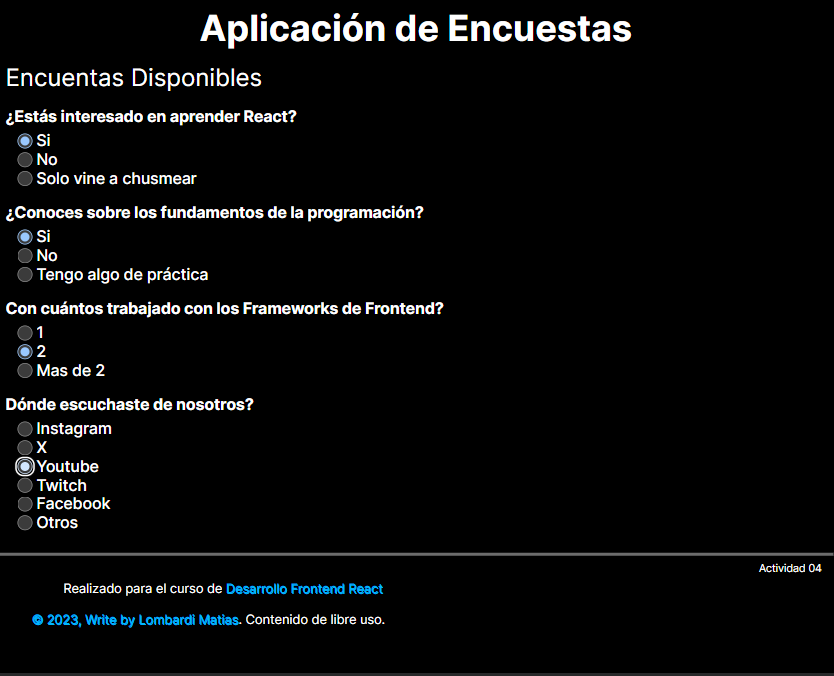 Aplicación de Encuestas
Encuentas Disponibles
¿Estás interesado en aprender React?
Si
No
Solo vine a chusmear
¿Conoces sobre los fundamentos de la programación?
Si
No
Tengo algo de práctica
Con cuántos trabajado con los Frameworks de Frontend?
1
2
Mas de 2
Dónde escuchaste de nosotros?
Instagram
X
Youtube
Twitch
Facebook
Otros
Actividad 04
Realizado para el curso de Desarrollo Frontend React
© 2023, Write by Lombardi Matias. Contenido de libre uso.